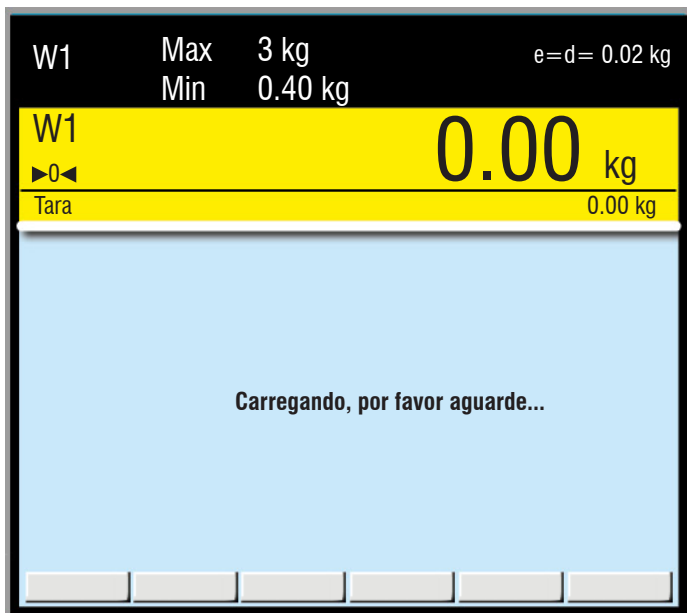 W1 Max 3 kg e=d= 0.02 kg
Min 0.40 kg
W1 0.00 kg
►0◄
Tara 0.00 kg
Carregando, por favor aguarde...